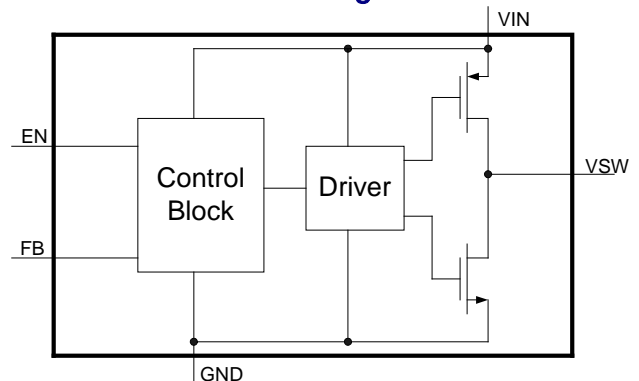 VIN
EN
Control
Block
Driver
VSW
FB
GND